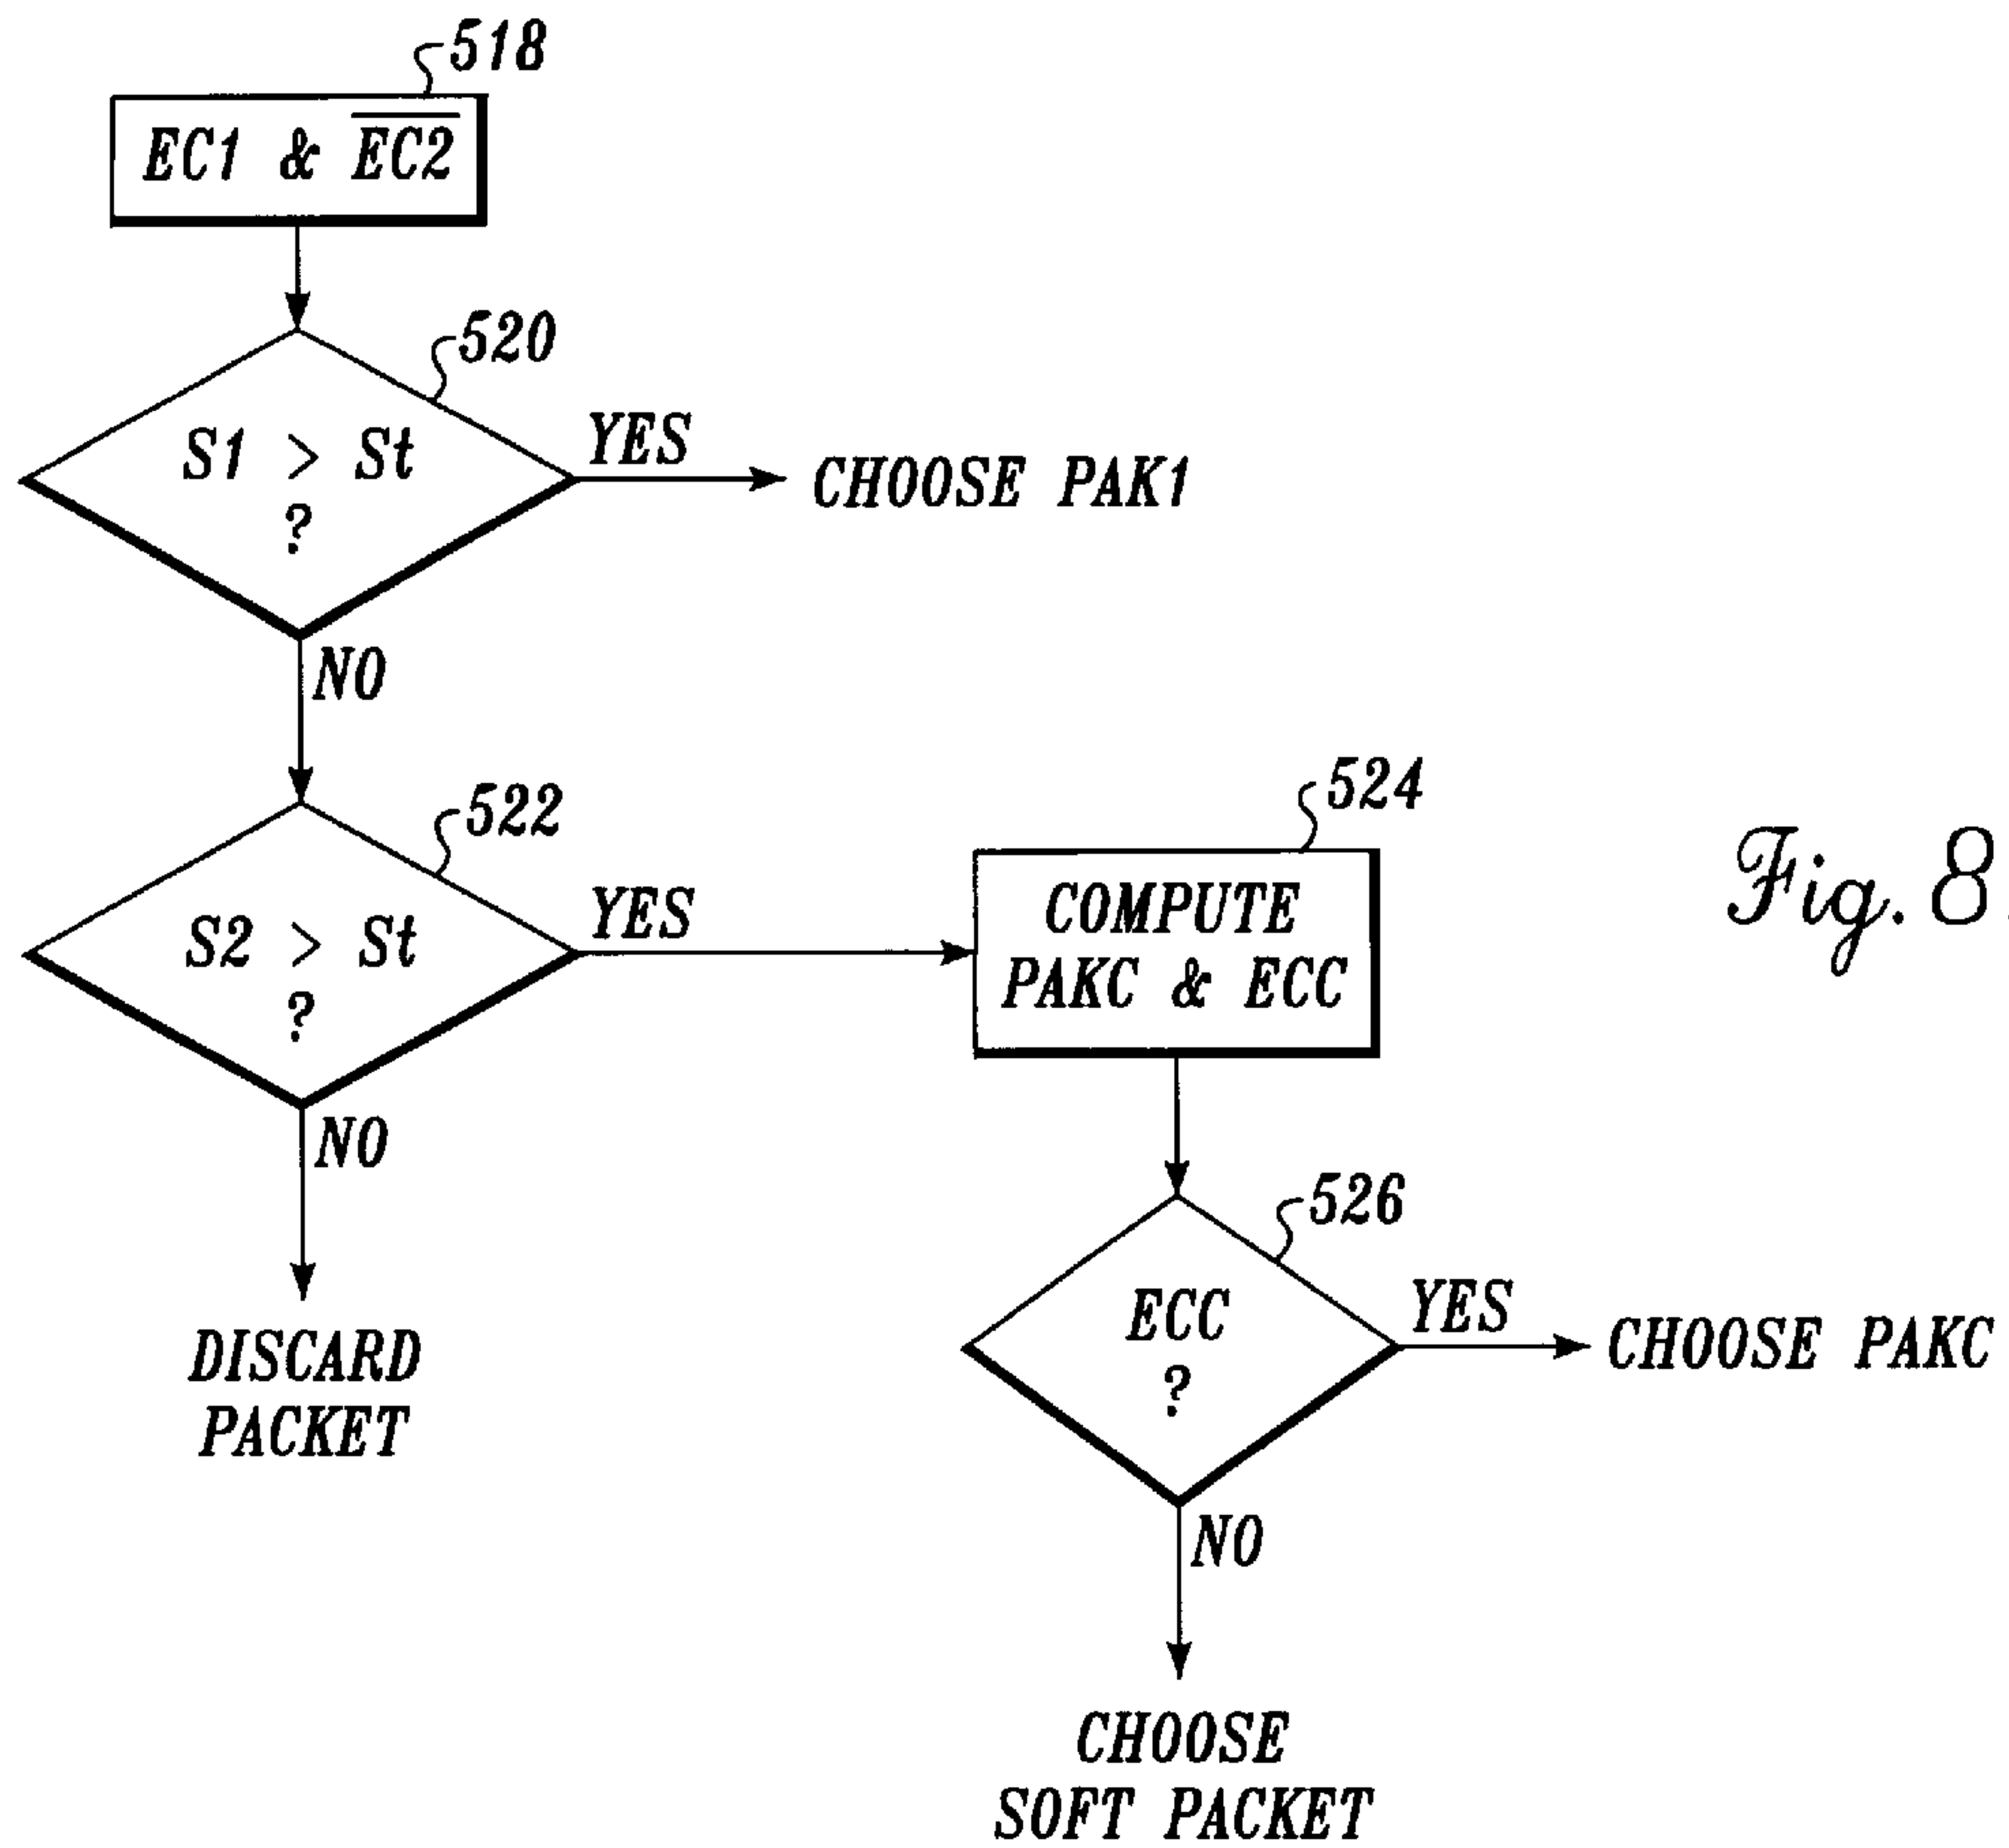 518
EC1 & EC2
520
S1 > St
?
YES
CHOOSE PAK1
NO
522
S2 > St
?
YES
NO
DISCARD
PACKET
524
COMPUTE
PAKC & ECC
526
ECC
?
YES
CHOOSE PAKC
NO
CHOOSE
SOFT PACKET
Fig. 8.